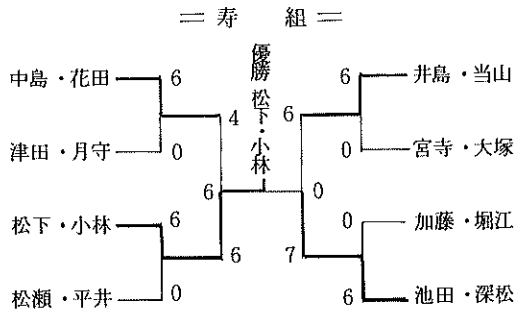 ＝寿 組＝
優勝 松下・小林
中島・花田 6
4
津田・月守 0
6
松下・小林 6
6
松瀬・平井 0
6 井島・当山
6
0 宮寺・大塚
0
0 加藤・堀江
7
6 池田・深松